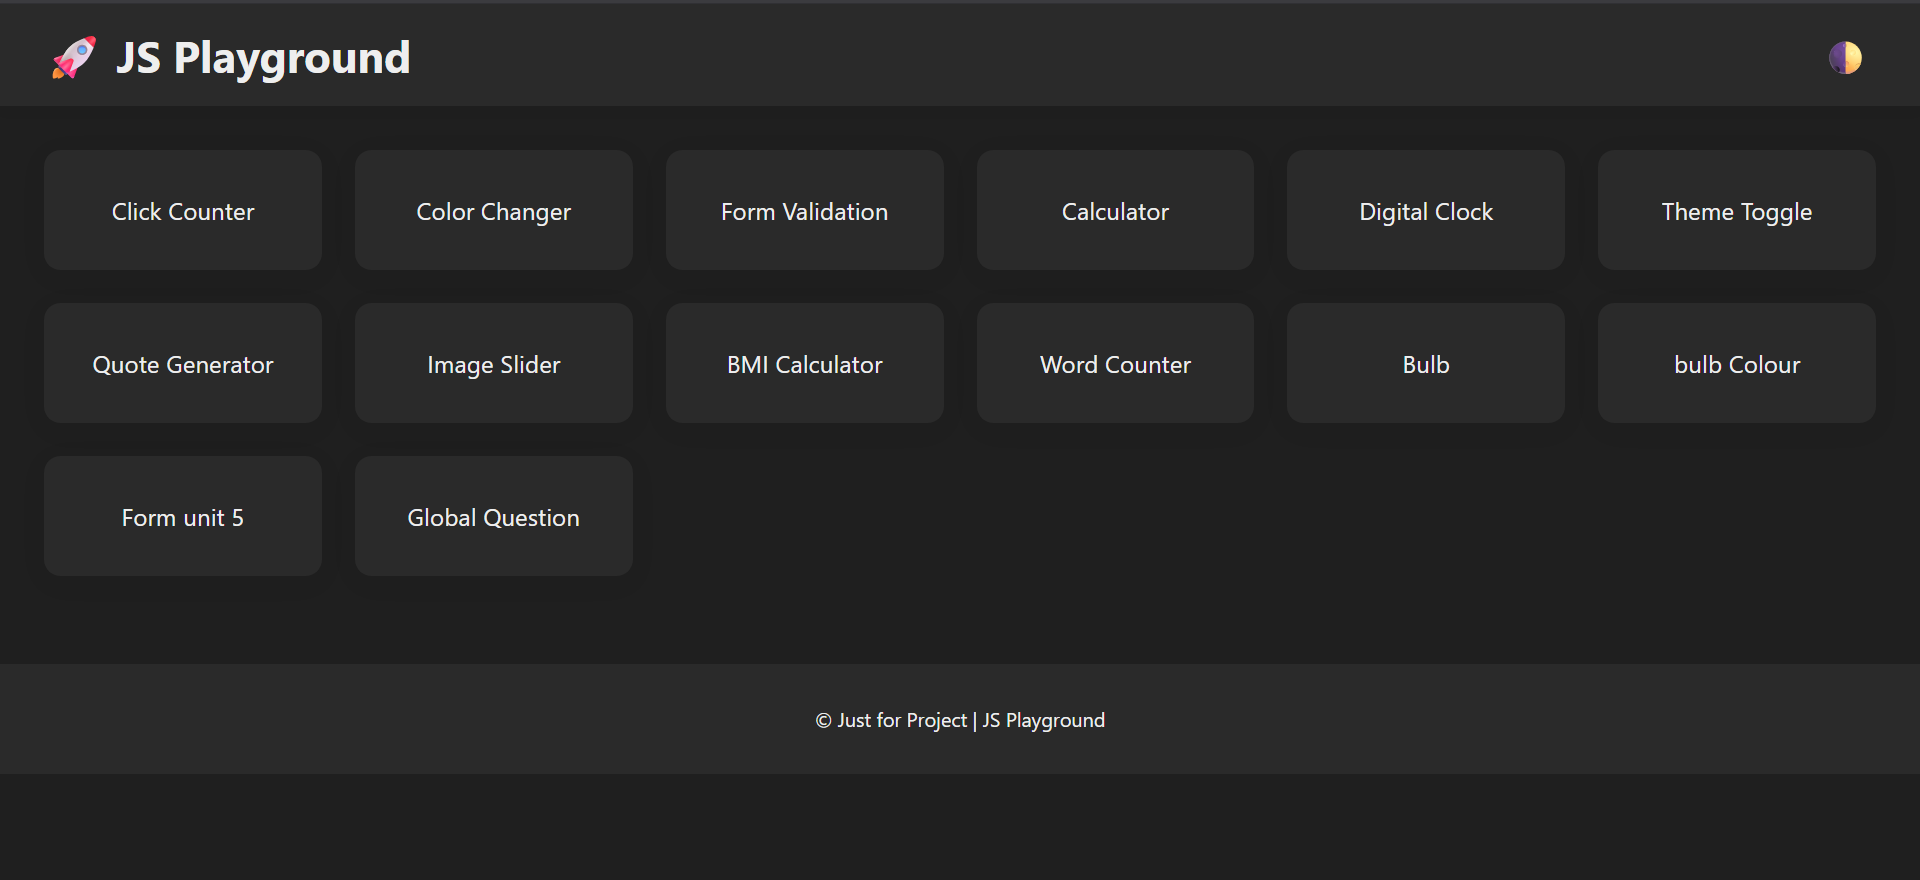 🚀 JS Playground
Click Counter
Color Changer
Form Validation
Calculator
Digital Clock
Theme Toggle
Quote Generator
Image Slider
BMI Calculator
Word Counter
Bulb
bulb Colour
Form unit 5
Global Question
© Just for Project | JS Playground